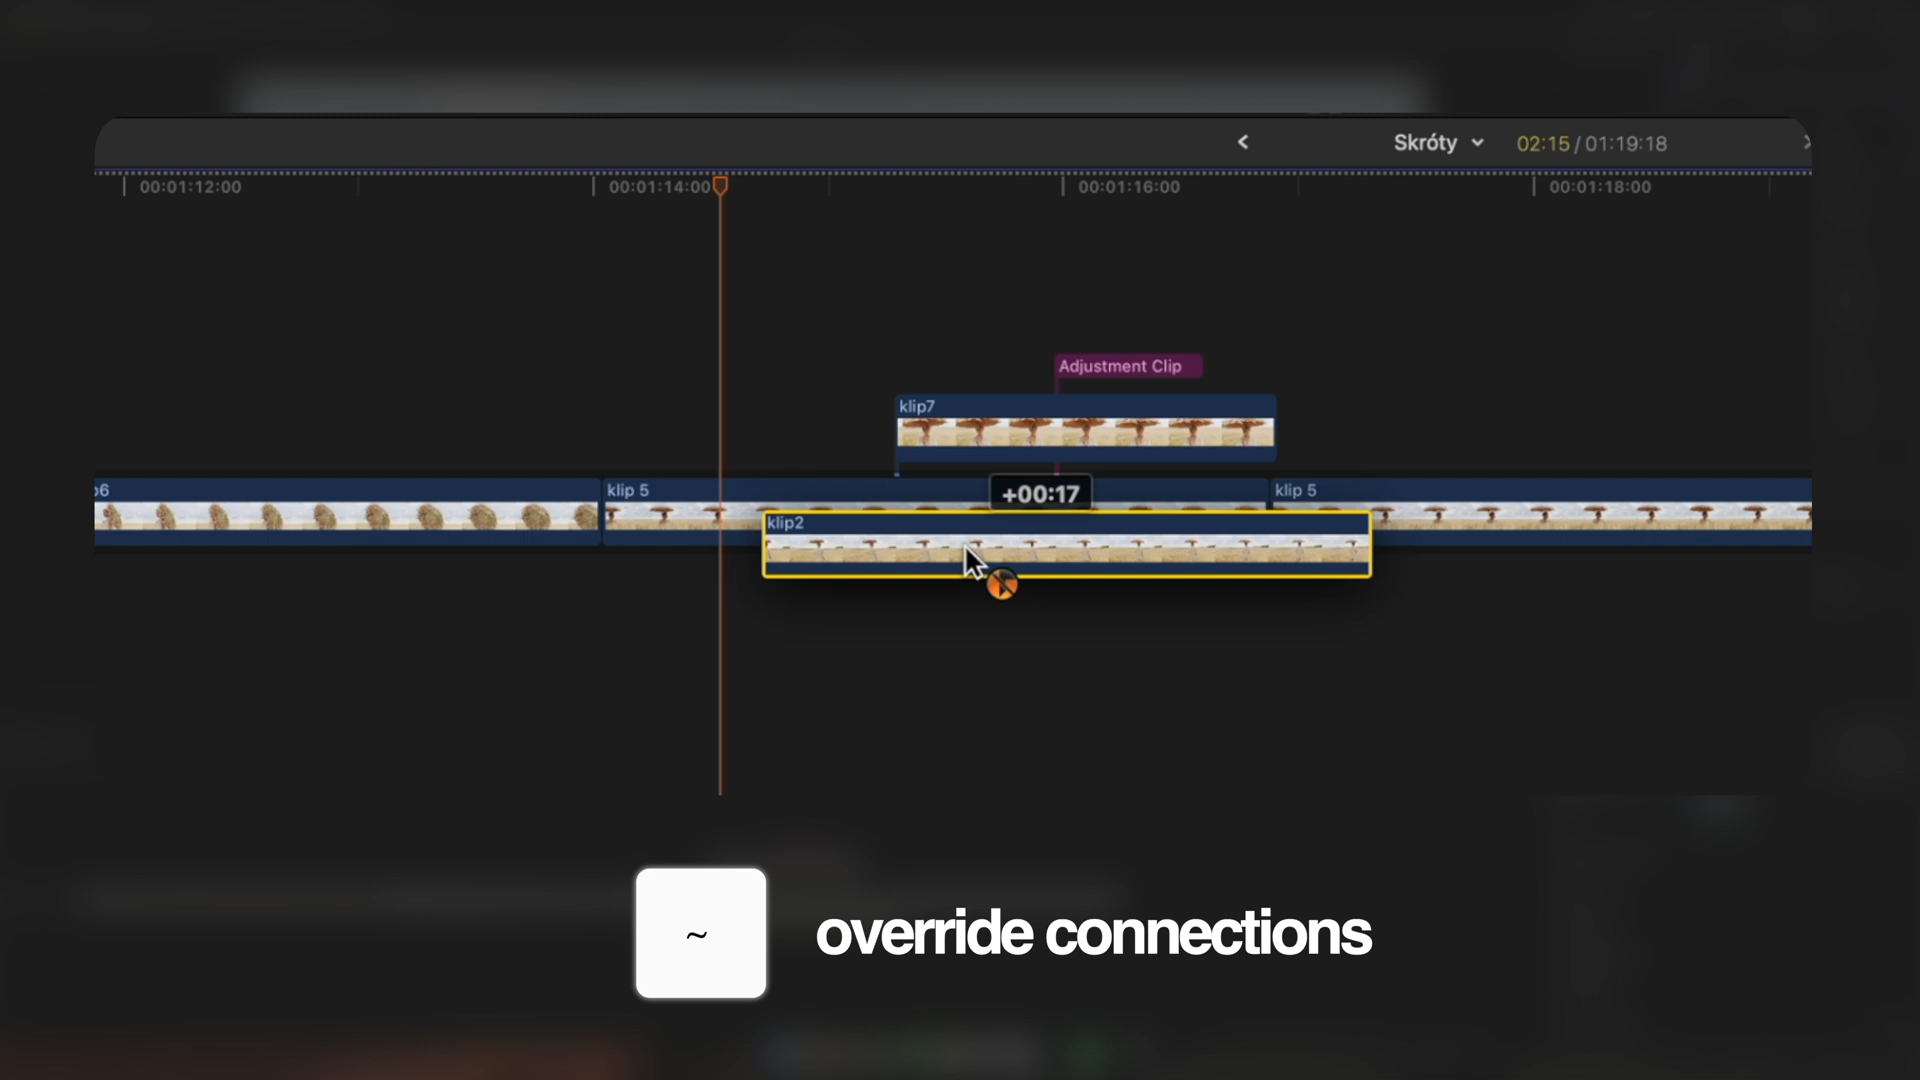 Skróty 02:15 / 01:19:18
00:01:12:00 00:01:14:00 00:01:16:00 00:01:18:00
Adjustment Clip
klip7
p6 klip 5 +00:17 klip 5
klip2
~ override connections